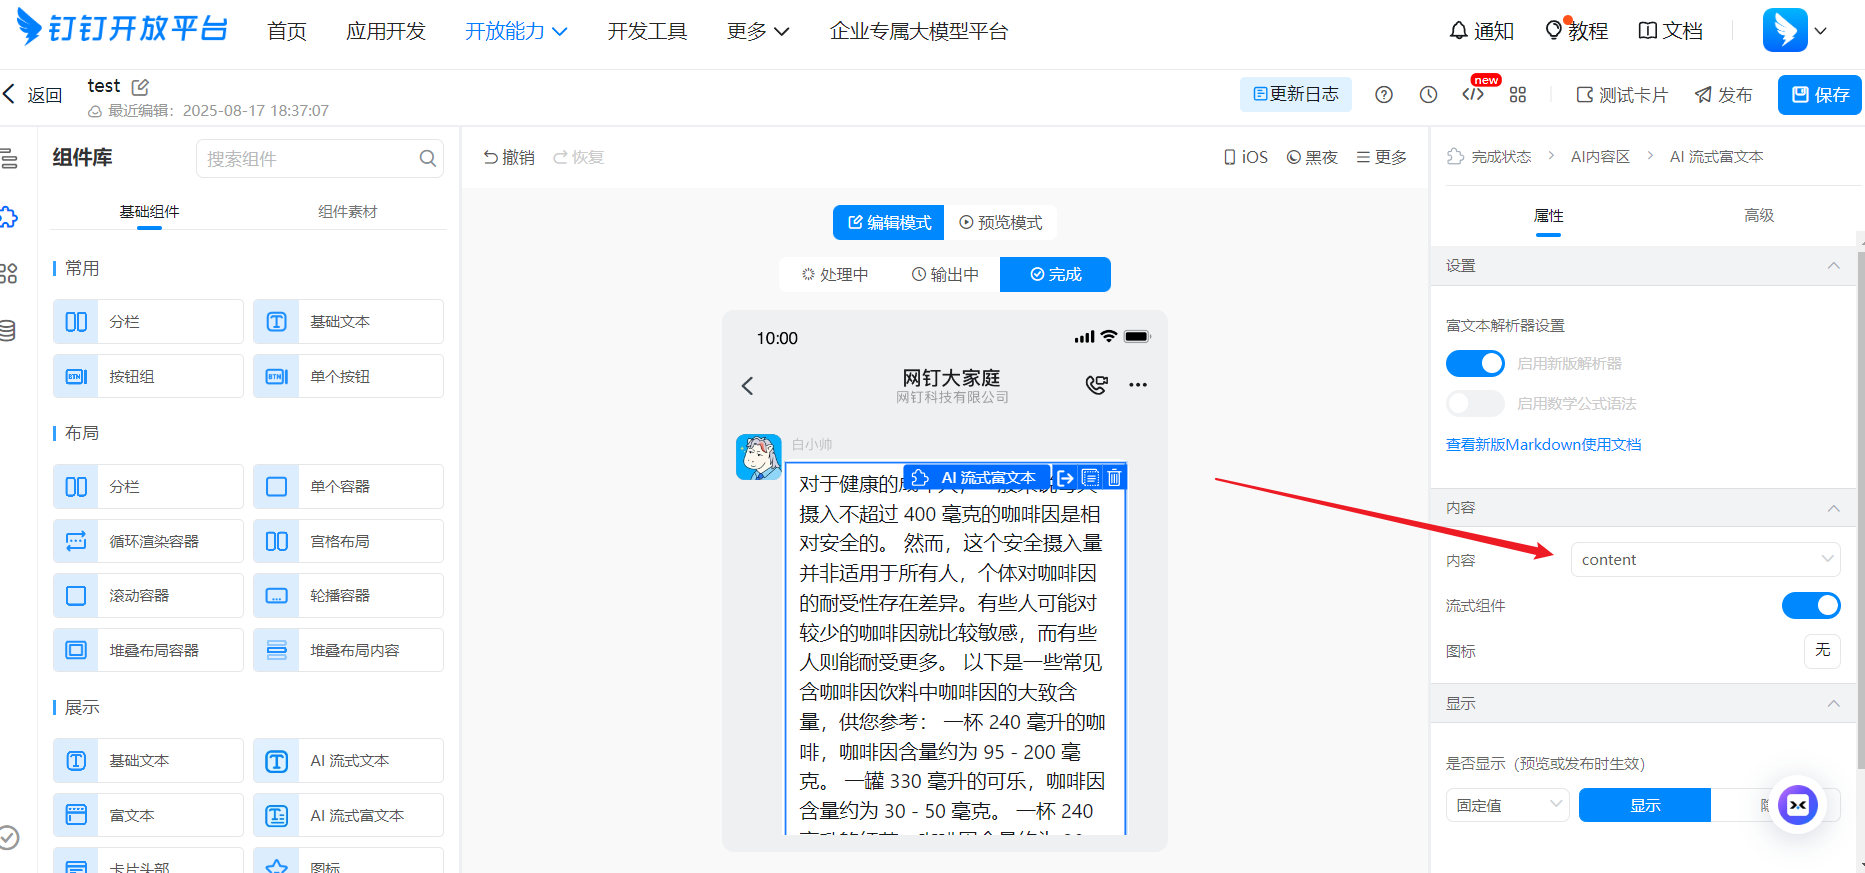 钉钉开放平台
首页
应用开发
开放能力
开发工具
更多
企业专属大模型平台
通知
教程
文档
返回
test
最近编辑：2025-08-17 18:37:07
更新日志
new
测试卡片
发布
保存
组件库
搜索组件
基础组件
组件素材
常用
分栏
基础文本
按钮组
单个按钮
布局
分栏
单个容器
循环渲染容器
宫格布局
滚动容器
轮播容器
堆叠布局容器
堆叠布局内容
展示
基础文本
AI 流式文本
富文本
AI 流式富文本
卡片头部
图标
撤销
恢复
iOS
黑夜
更多
编辑模式
预览模式
处理中
输出中
完成
10:00
网钉大家庭
网钉科技有限公司
白小帅
AI 流式富文本
对于健康的
摄入不超过 400 毫克的咖啡因是相
对安全的。 然而，这个安全摄入量
并非适用于所有人，个体对咖啡因
的耐受性存在差异。有些人可能对
较少的咖啡因就比较敏感，而有些
人则能耐受更多。 以下是一些常见
含咖啡因饮料中咖啡因的大致含
量，供您参考： 一杯 240 毫升的咖
啡，咖啡因含量约为 95 - 200 毫
克。 一罐 330 毫升的可乐，咖啡因
含量约为 30 - 50 毫克。 一杯 240
完成状态
AI内容区
AI 流式富文本
属性
高级
设置
富文本解析器设置
启用新版解析器
启用数学公式语法
查看新版Markdown使用文档
内容
内容
content
流式组件
图标
无
显示
是否显示（预览或发布时生效）
固定值
显示